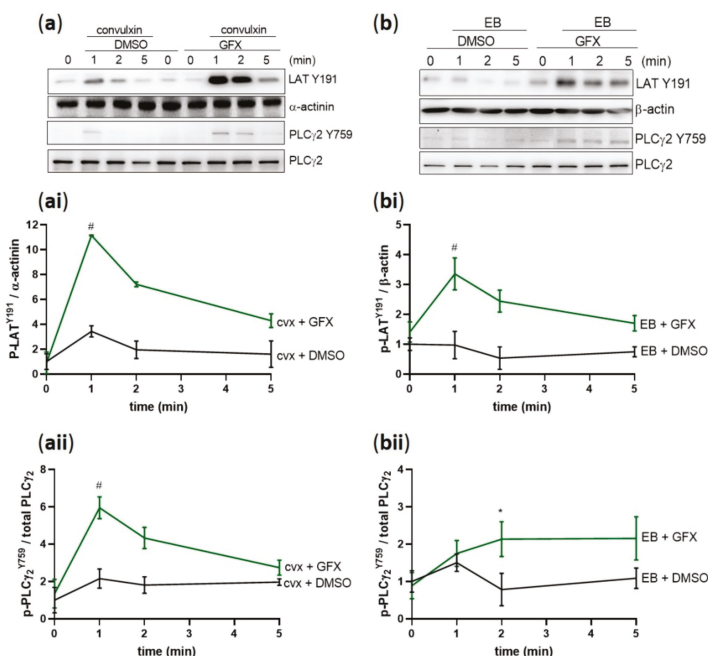 (a)
convulxin convulxin
DMSO GFX
0 1 2 5 0 0 1 2 5 (min)
LAT Y191
α-actinin
PLCγ2 Y759
PLCγ2
(b)
EB EB
DMSO GFX
0 1 2 5 0 1 2 5 (min)
LAT Y191
β-actin
PLCγ2 Y759
PLCγ2
(ai)
P-LAT^Y191 / α-actinin
12
10
8
6
4
2
0
#
cvx + GFX
cvx + DMSO
0 1 2 3 4 5
time (min)
(bi)
p-LAT^Y191 / β-actin
5
4
3
2
1
0
#
EB + GFX
EB + DMSO
0 1 2 3 4 5
time (min)
(aii)
p-PLCγ₂^Y759 / total PLCγ₂
8
6
4
2
0
#
cvx + GFX
cvx + DMSO
0 1 2 3 4 5
time (min)
(bii)
p-PLCγ₂^Y759 / total PLCγ₂
4
3
2
1
0
*
EB + GFX
EB + DMSO
0 1 2 3 4 5
time (min)